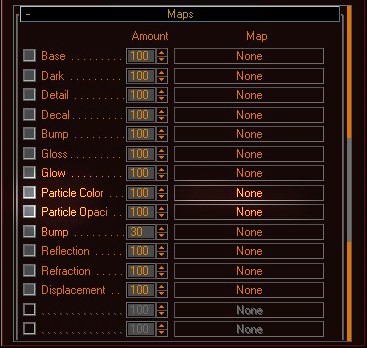 - Maps
Amount Map
Base . . . . . . . . . 100 None
Dark . . . . . . . . . 100 None
Detail . . . . . . . . 100 None
Decal . . . . . . . . 100 None
Bump . . . . . . . . 100 None
Gloss . . . . . . . . 100 None
Glow . . . . . . . . . 100 None
Particle Color . . . 100 None
Particle Opaci . . . 100 None
Bump . . . . . . . . 30 None
Reflection . . . . . 100 None
Refraction . . . . . 100 None
Displacement . . 100 None
. . . . . . . . . . . . . 100 None
. . . . . . . . . . . . . 100 None